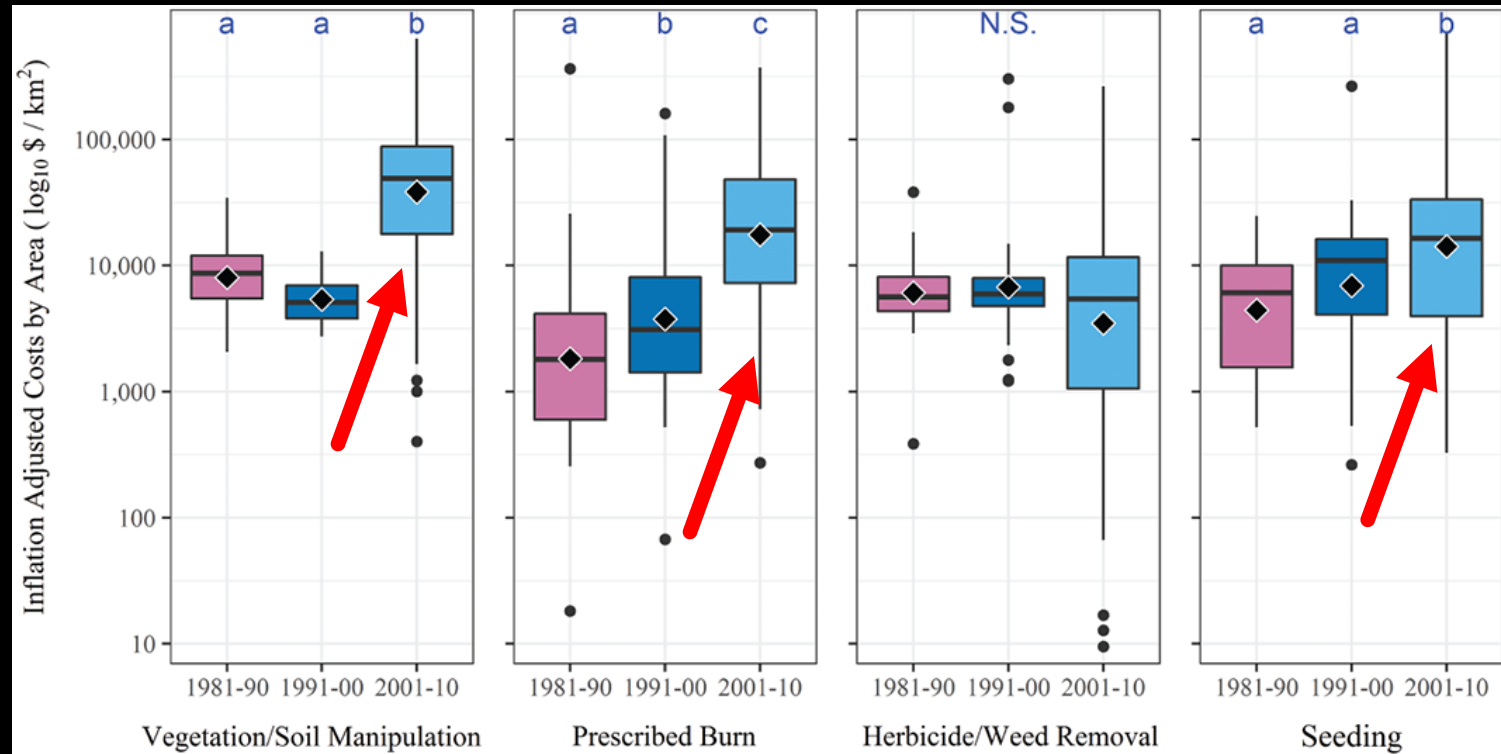 a a b
a b c
N.S.
a a b
Inflation Adjusted Costs by Area ( log₁₀ $ / km²)
100,000
10,000
1,000
100
10
1981-90 1991-00 2001-10
1981-90 1991-00 2001-10
1981-90 1991-00 2001-10
1981-90 1991-00 2001-10
Vegetation/Soil Manipulation
Prescribed Burn
Herbicide/Weed Removal
Seeding